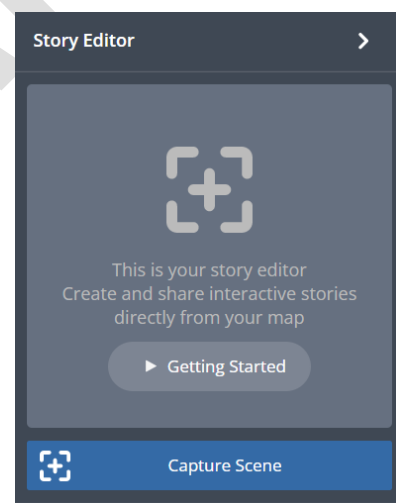 Story Editor
This is your story editor
Create and share interactive stories
directly from your map
Getting Started
Capture Scene